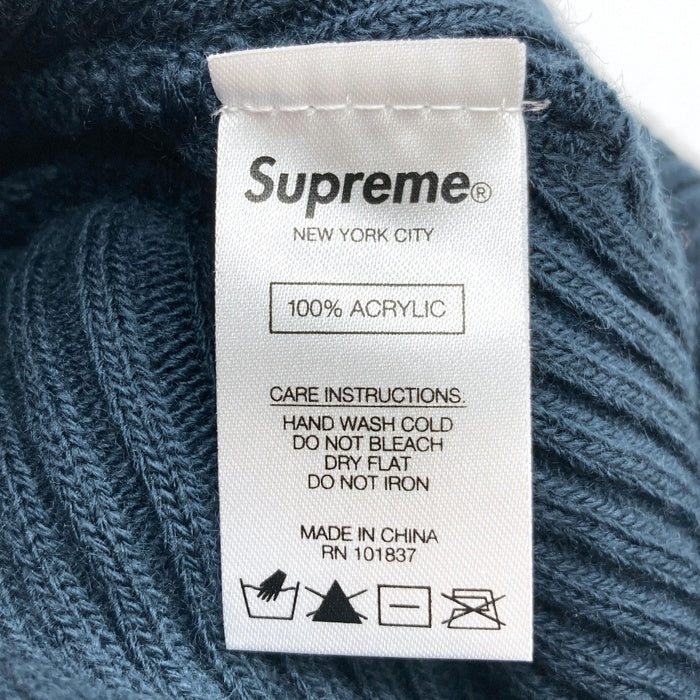 Supreme®
NEW YORK CITY
100% ACRYLIC
CARE INSTRUCTIONS:
HAND WASH COLD
DO NOT BLEACH
DRY FLAT
DO NOT IRON
MADE IN CHINA
RN 101837